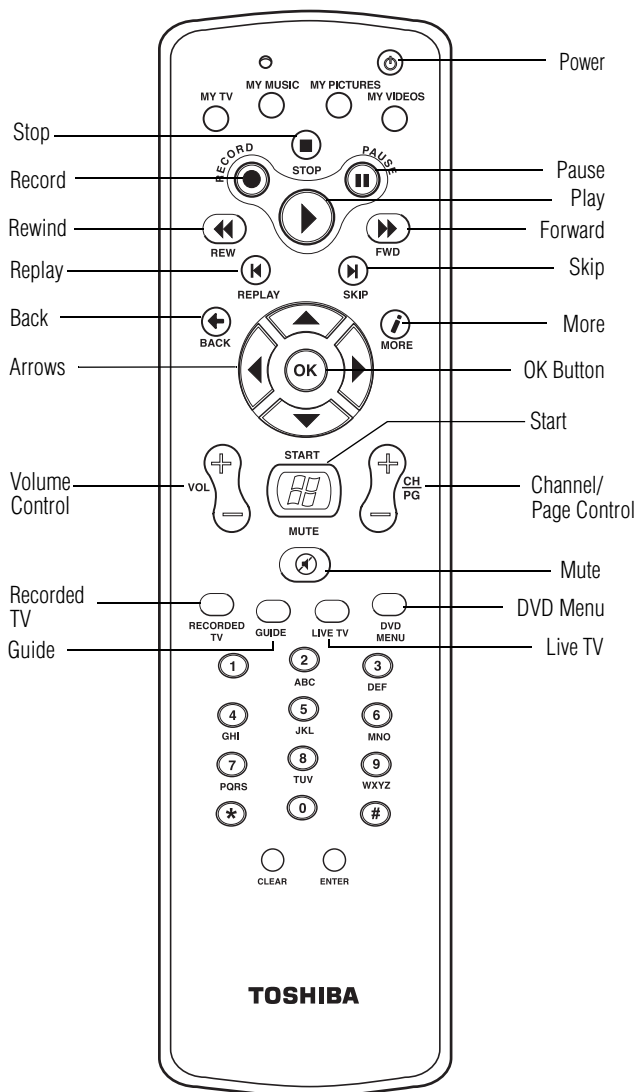 Power
MY TV
MY MUSIC
MY PICTURES
MY VIDEOS
Stop
STOP
RECORD
PAUSE
Record
Pause
Play
Rewind
REW
FWD
Forward
Replay
REPLAY
SKIP
Skip
Back
BACK
i
MORE
More
Arrows
OK
OK Button
Start
START
Volume
Control
VOL
CH
PG
Channel/
Page Control
MUTE
Mute
Recorded
TV
RECORDED
TV
GUIDE
LIVE TV
DVD
MENU
DVD Menu
Guide
Live TV
1
2
ABC
3
DEF
4
GHI
5
JKL
6
MNO
7
PQRS
8
TUV
9
WXYZ
*
0
#
CLEAR
ENTER
TOSHIBA